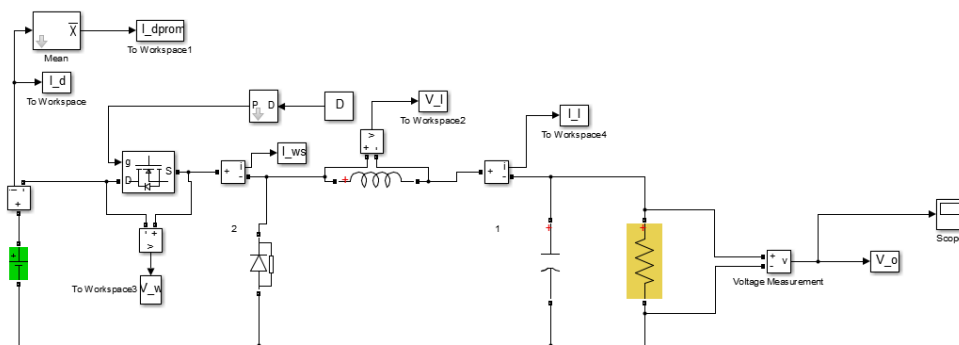 X
Mean
I_dprom
To Workspace1
I_d
To Workspace
P D
D
V_l
To Workspace2
I_l
To Workspace4
I_ws
g
D
S
i
+
-
v
+ -
i
+
-
i
-
+
- +
v
V_w
To Workspace3
2
1
+
+
+
+
+
-
v
Voltage Measurement
V_o
Scope